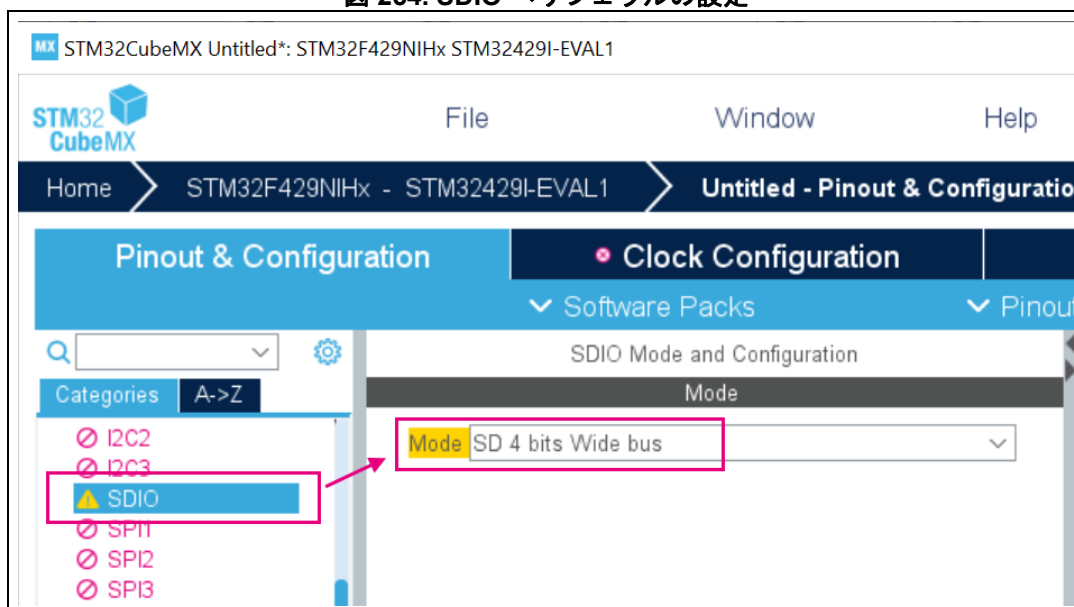 STM32CubeMX Untitled*: STM32F429NIHx STM32429I-EVAL1
STM32
CubeMX
File
Window
Help
Home
STM32F429NIHx - STM32429I-EVAL1
Untitled - Pinout & Configuratio
Pinout & Configuration
Clock Configuration
Software Packs
Pinout
A->Z
Categories
SDIO Mode and Configuration
Mode
Mode SD 4 bits Wide bus
I2C2
I2C3
SDIO
SPI1
SPI2
SPI3